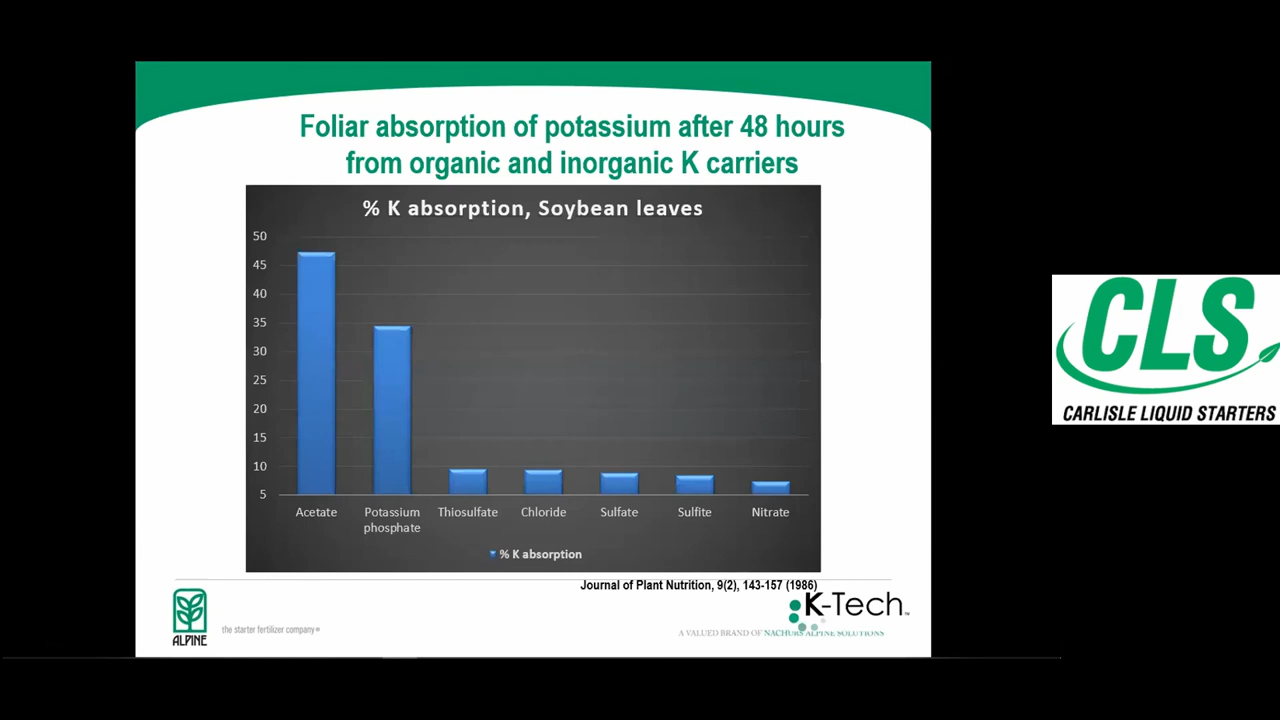 Foliar absorption of potassium after 48 hours
from organic and inorganic K carriers
% K absorption, Soybean leaves
50
45
40
35
30
25
20
15
10
5
Acetate
Potassium
phosphate
Thiosulfate
Chloride
Sulfate
Sulfite
Nitrate
% K absorption
Journal of Plant Nutrition, 9(2), 143-157 (1986)
ALPINE
the starter fertilizer company®
K-Tech™
A VALUED BRAND OF NACHURS ALPINE SOLUTIONS
CLS
CARLISLE LIQUID STARTERS